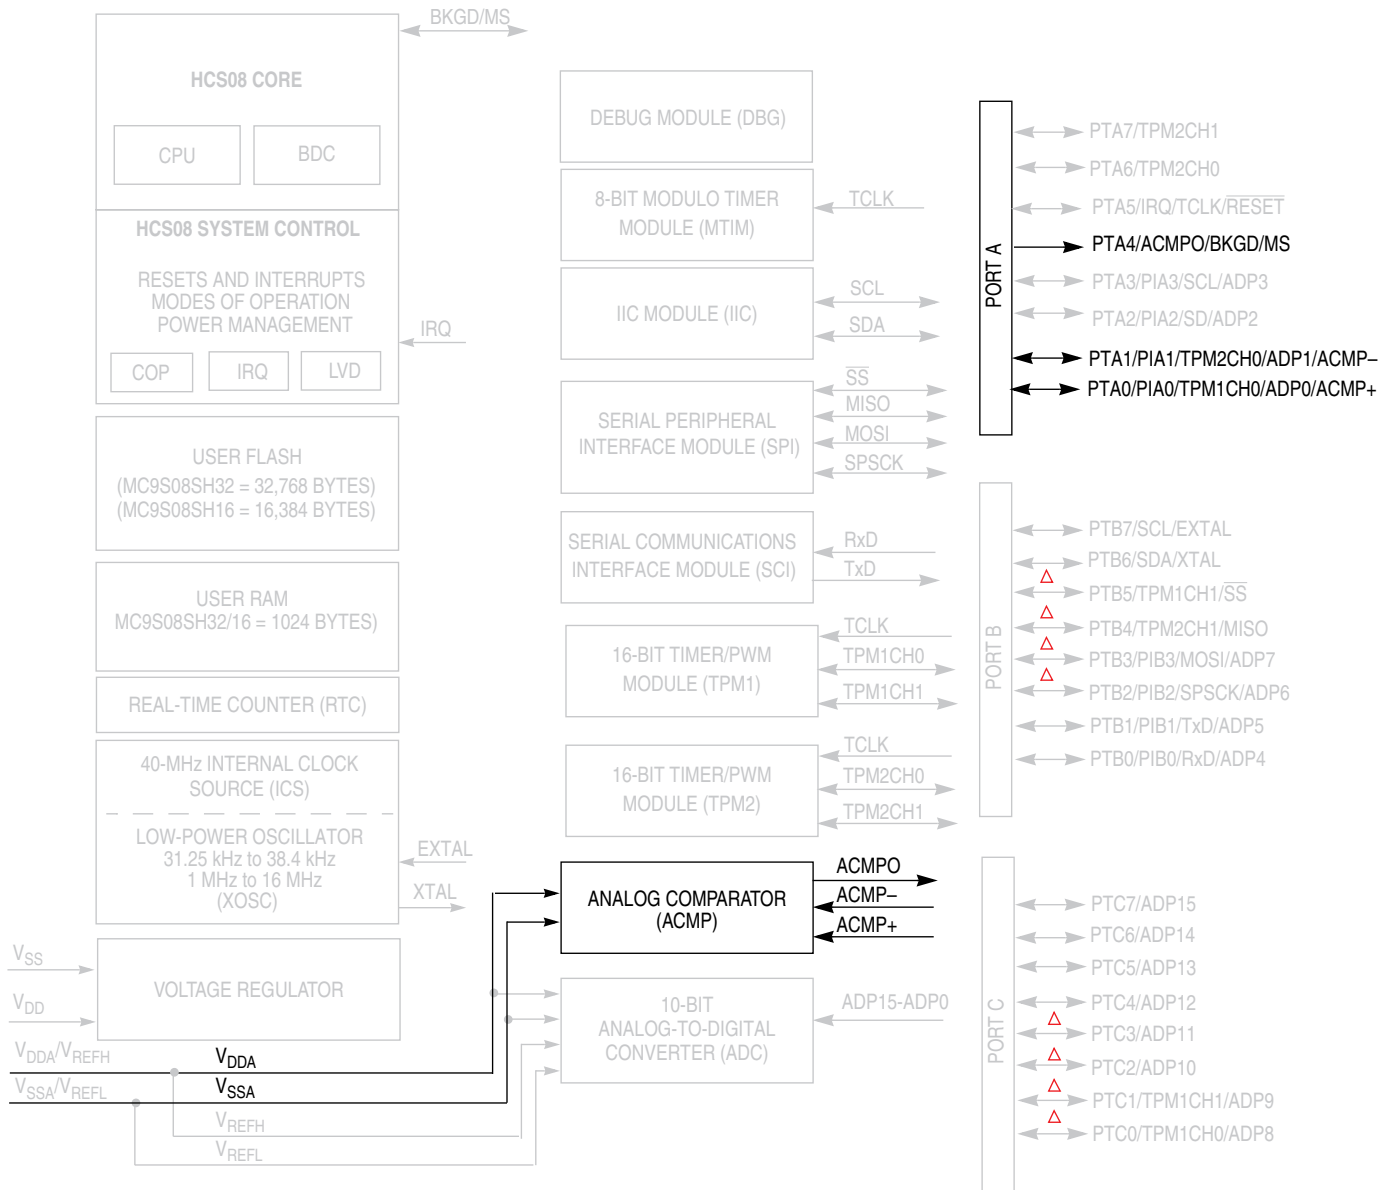 BKGD/MS
HCS08 CORE
CPU
BDC
HCS08 SYSTEM CONTROL
RESETS AND INTERRUPTS
MODES OF OPERATION
POWER MANAGEMENT
IRQ
COP
IRQ
LVD
USER FLASH
(MC9S08SH32 = 32,768 BYTES)
(MC9S08SH16 = 16,384 BYTES)
USER RAM
MC9S08SH32/16 = 1024 BYTES)
REAL-TIME COUNTER (RTC)
40-MHz INTERNAL CLOCK
SOURCE (ICS)
LOW-POWER OSCILLATOR
31.25 kHz to 38.4 kHz
1 MHz to 16 MHz
(XOSC)
EXTAL
XTAL
VSS
VDD
VOLTAGE REGULATOR
VDDA/VREFH
VDDA
VSSA/VREFL
VSSA
VREFH
VREFL
DEBUG MODULE (DBG)
8-BIT MODULO TIMER
MODULE (MTIM)
TCLK
IIC MODULE (IIC)
SCL
SDA
SERIAL PERIPHERAL
INTERFACE MODULE (SPI)
SS
MISO
MOSI
SPSCK
SERIAL COMMUNICATIONS
INTERFACE MODULE (SCI)
RxD
TxD
16-BIT TIMER/PWM
MODULE (TPM1)
TCLK
TPM1CH0
TPM1CH1
16-BIT TIMER/PWM
MODULE (TPM2)
TCLK
TPM2CH0
TPM2CH1
ANALOG COMPARATOR
(ACMP)
ACMPO
ACMP–
ACMP+
10-BIT
ANALOG-TO-DIGITAL
CONVERTER (ADC)
ADP15-ADP0
PORT A
PTA7/TPM2CH1
PTA6/TPM2CH0
PTA5/IRQ/TCLK/RESET
PTA4/ACMPO/BKGD/MS
PTA3/PIA3/SCL/ADP3
PTA2/PIA2/SD/ADP2
PTA1/PIA1/TPM2CH0/ADP1/ACMP–
PTA0/PIA0/TPM1CH0/ADP0/ACMP+
PORT B
PTB7/SCL/EXTAL
PTB6/SDA/XTAL
PTB5/TPM1CH1/SS
PTB4/TPM2CH1/MISO
PTB3/PIB3/MOSI/ADP7
PTB2/PIB2/SPSCK/ADP6
PTB1/PIB1/TxD/ADP5
PTB0/PIB0/RxD/ADP4
PORT C
PTC7/ADP15
PTC6/ADP14
PTC5/ADP13
PTC4/ADP12
PTC3/ADP11
PTC2/ADP10
PTC1/TPM1CH1/ADP9
PTC0/TPM1CH0/ADP8